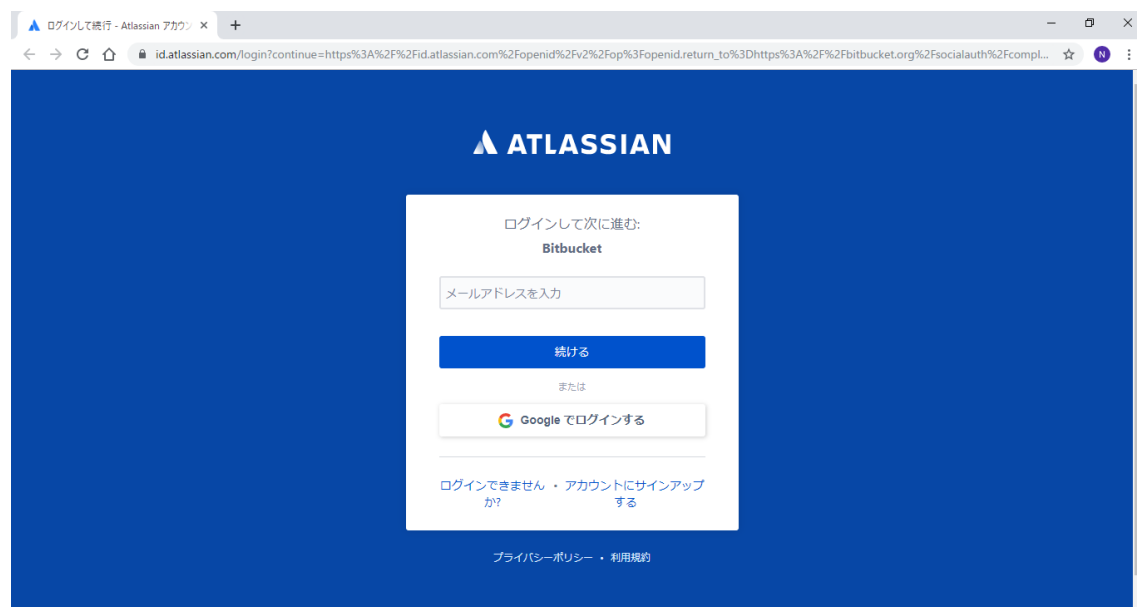 ログインして続行 - Atlassian アカウン
id.atlassian.com/login?continue=https%3A%2F%2Fid.atlassian.com%2Fopenid%2Fv2%2Fop%3Fopenid.return_to%3Dhttps%3A%2F%2Fbitbucket.org%2Fsocialauth%2Fcompl...
N
ATLASSIAN
ログインして次に進む:
Bitbucket
メールアドレスを入力
続ける
または
Google でログインする
ログインできません ・ アカウントにサインアップ
か? する
プライバシーポリシー ・ 利用規約